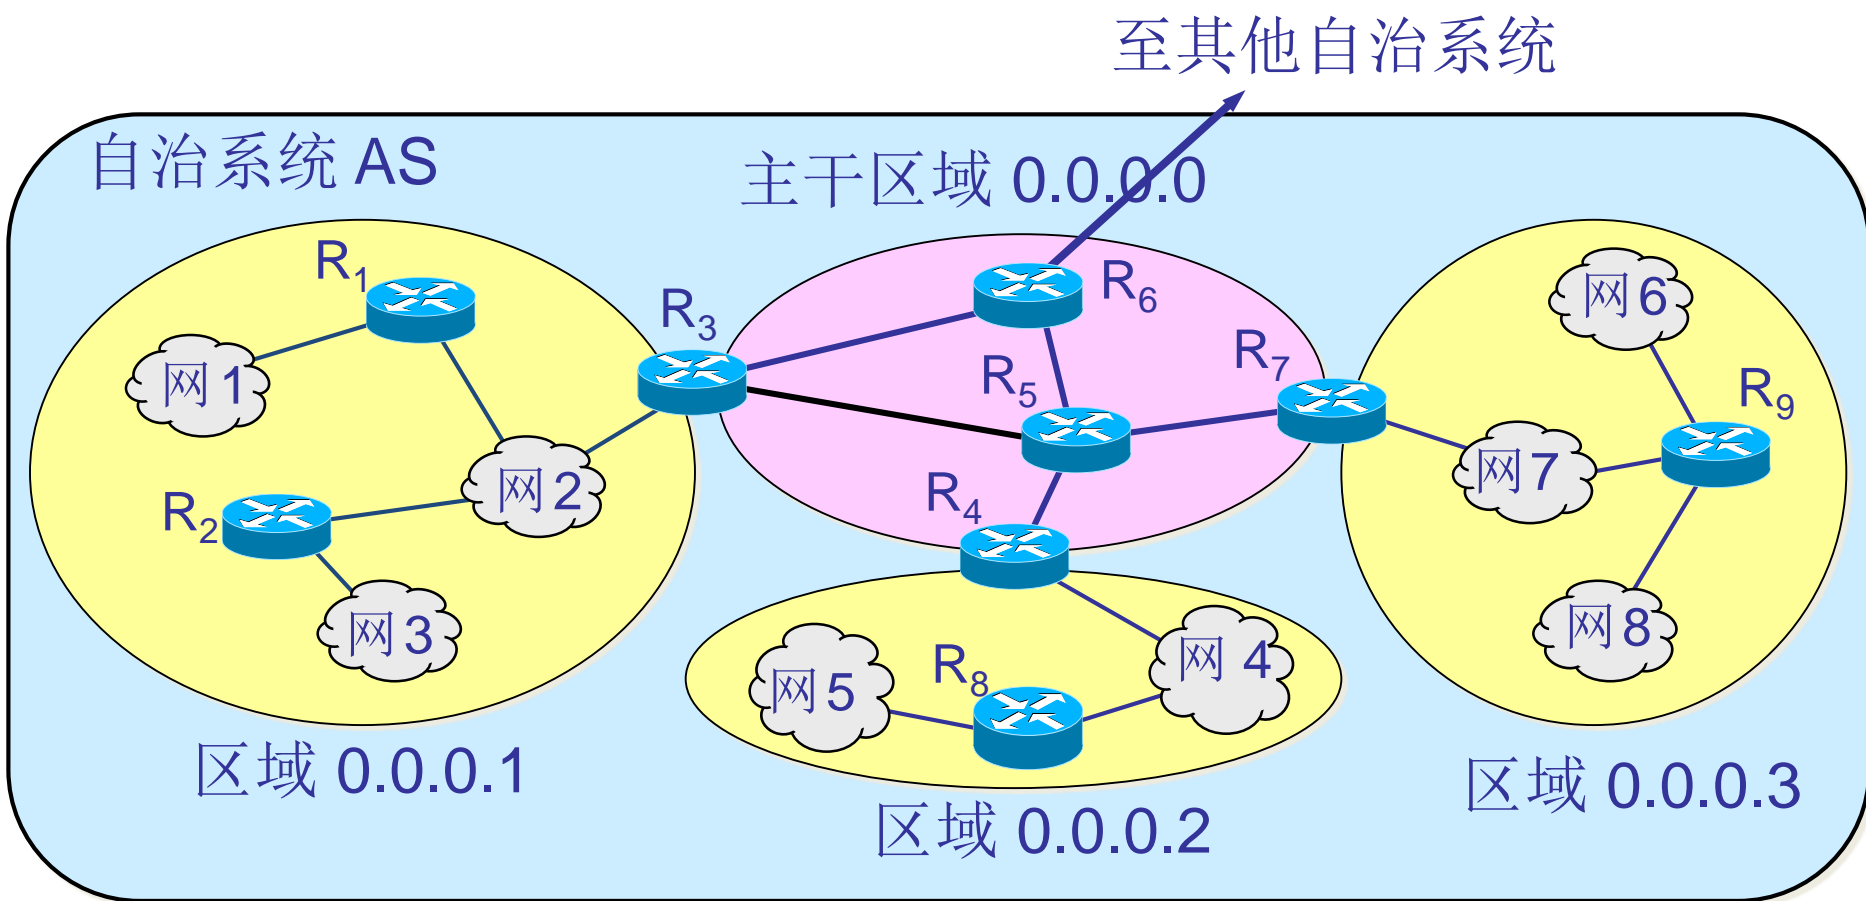 至其他自治系统
自治系统 AS
主干区域 0.0.0.0
R1
R3
R6
R7
R5
R9
R2
R4
R8
网1
网2
网3
网6
网7
网8
网5
网 4
区域 0.0.0.1
区域 0.0.0.2
区域 0.0.0.3